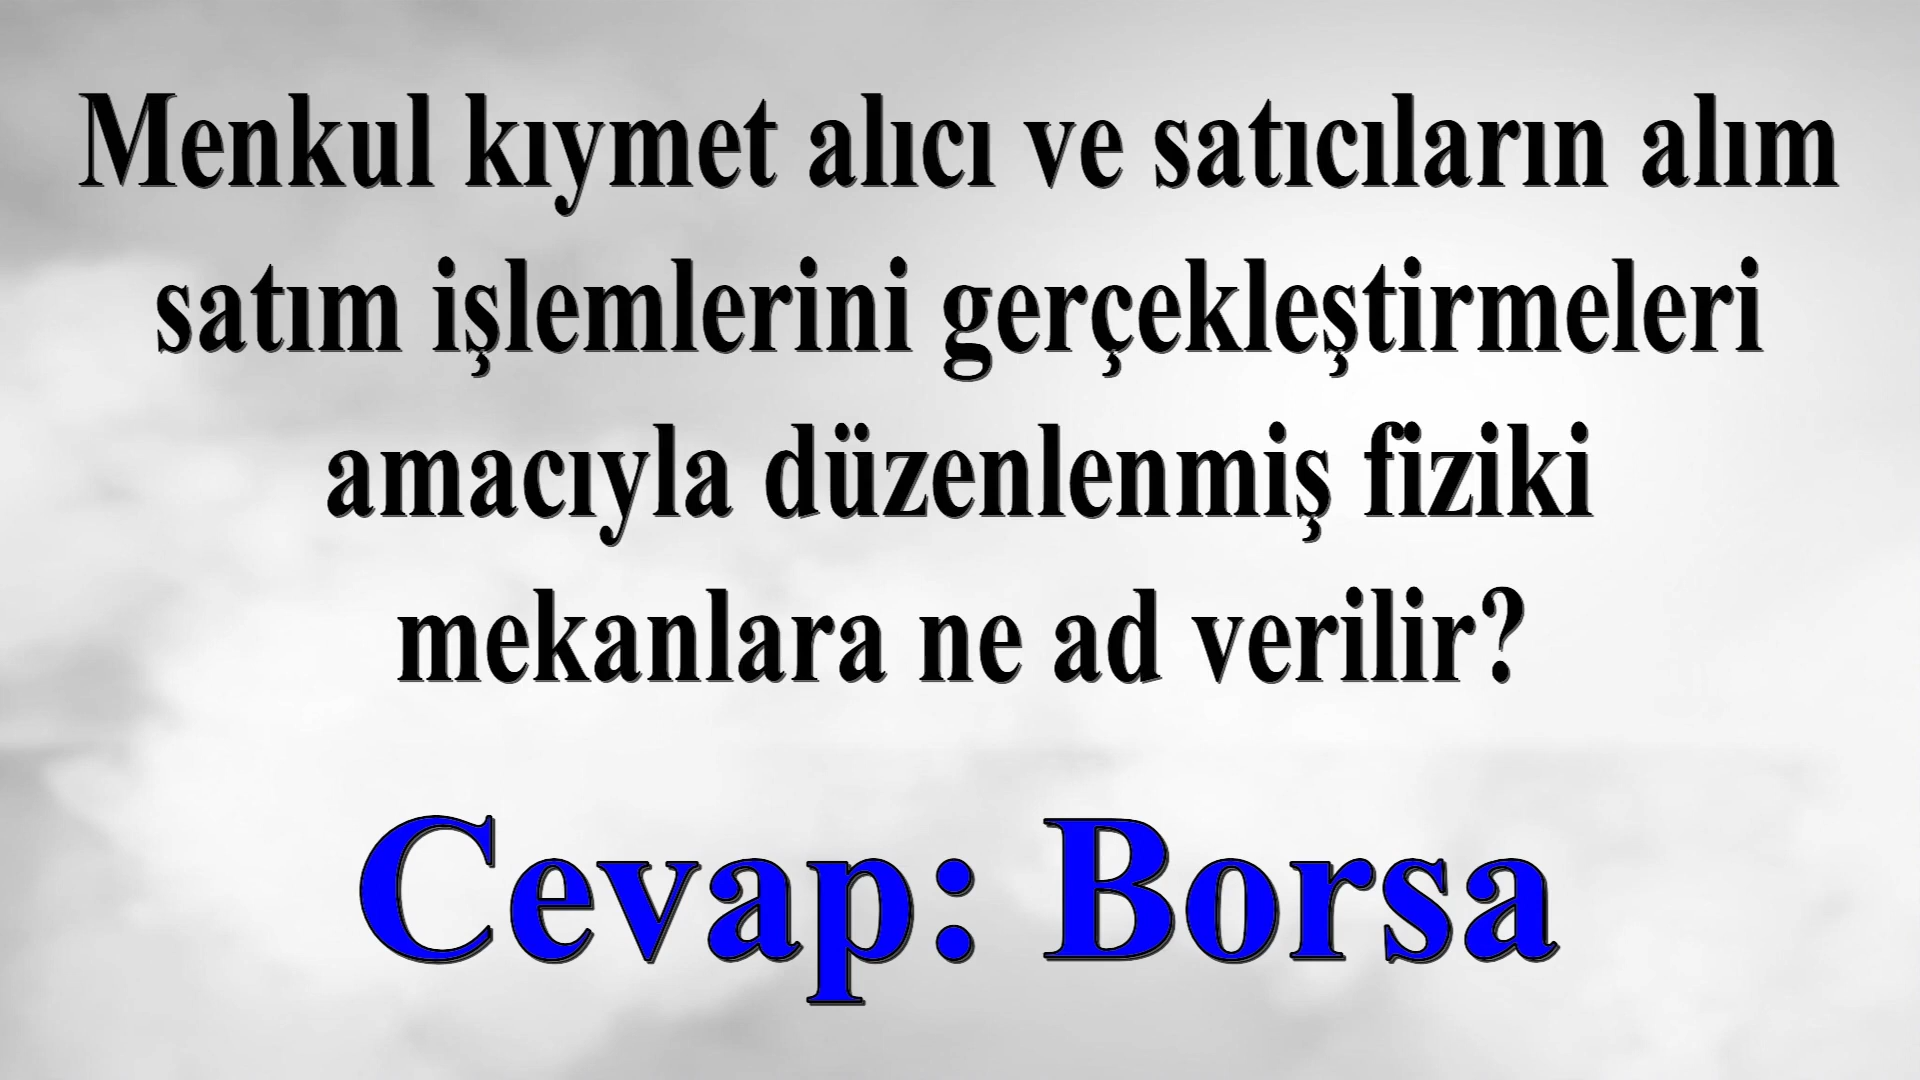 Menkul kıymet alıcı ve satıcıların alım
satım işlemlerini gerçekleştirmeleri
amacıyla düzenlenmiş fiziki
mekanlara ne ad verilir?
Cevap: Borsa